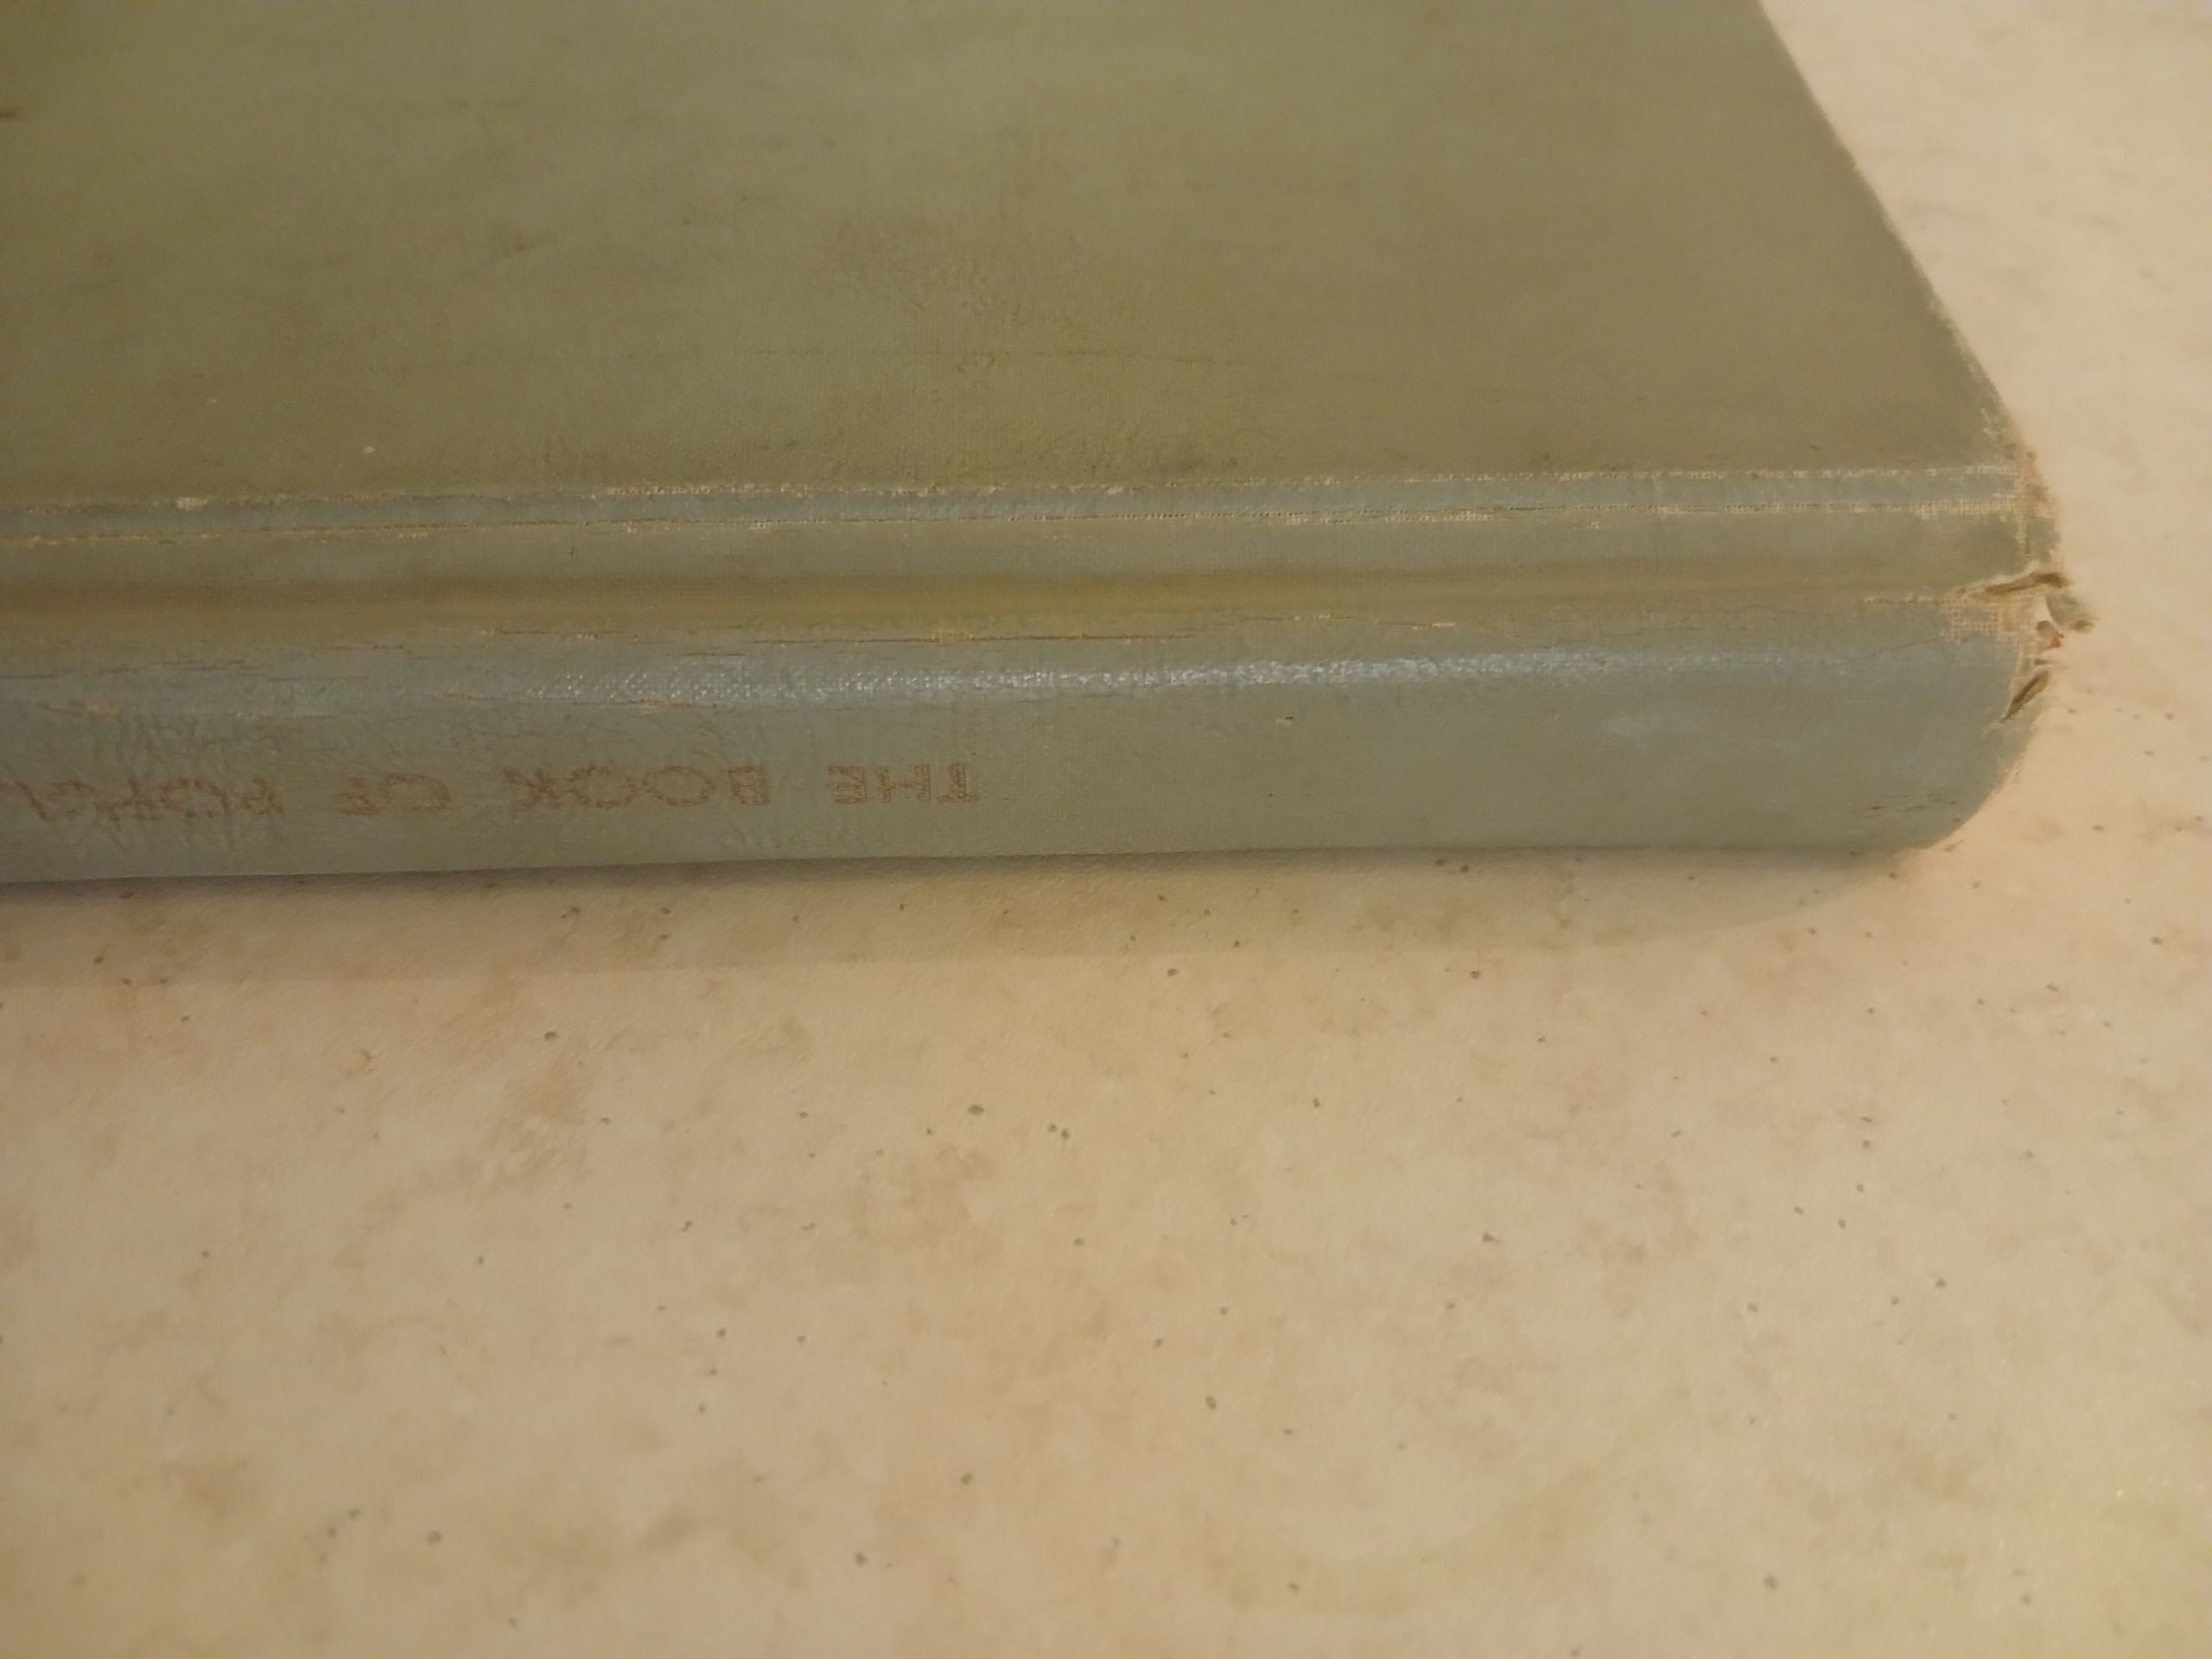 THE BOOK OF